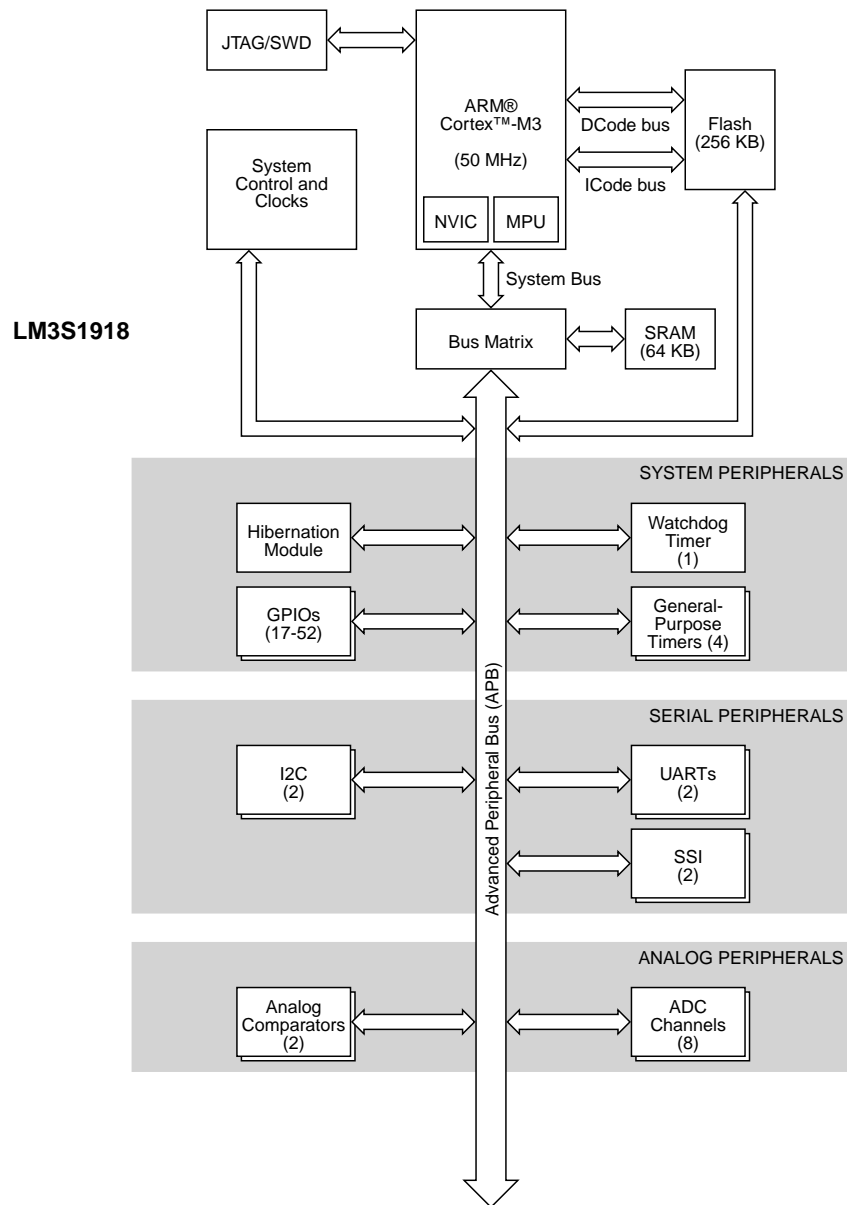 JTAG/SWD
ARM®
Cortex™-M3
(50 MHz)
NVIC
MPU
DCode bus
ICode bus
Flash
(256 KB)
System
Control and
Clocks
System Bus
LM3S1918
Bus Matrix
SRAM
(64 KB)
Advanced Peripheral Bus (APB)
SYSTEM PERIPHERALS
Hibernation
Module
Watchdog
Timer
(1)
GPIOs
(17-52)
General-
Purpose
Timers (4)
SERIAL PERIPHERALS
I2C
(2)
UARTs
(2)
SSI
(2)
ANALOG PERIPHERALS
Analog
Comparators
(2)
ADC
Channels
(8)